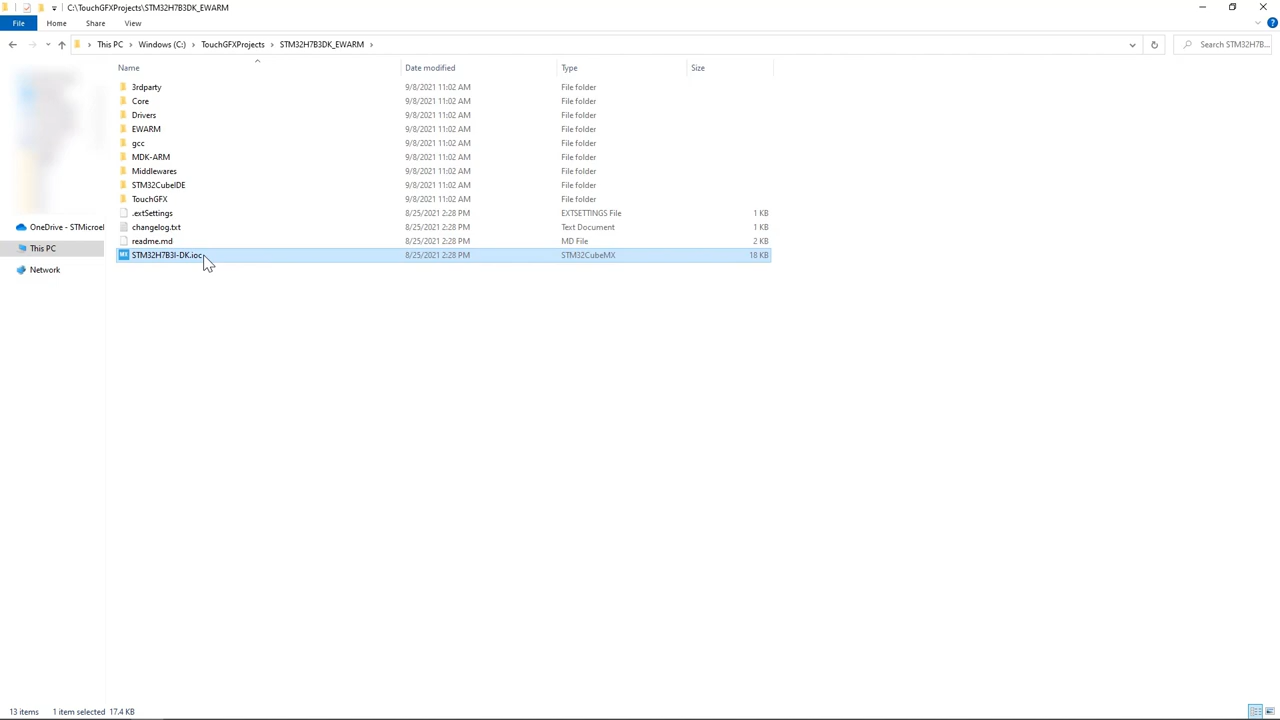 C:\TouchGFXProjects\STM32H7B3DK_EWARM
File Home Share View
This PC > Windows (C:) > TouchGFXProjects > STM32H7B3DK_EWARM >
Search STM32H7B...
Name Date modified Type Size
3rdparty 9/8/2021 11:02 AM File folder
Core 9/8/2021 11:02 AM File folder
Drivers 9/8/2021 11:02 AM File folder
EWARM 9/8/2021 11:02 AM File folder
gcc 9/8/2021 11:02 AM File folder
MDK-ARM 9/8/2021 11:02 AM File folder
Middlewares 9/8/2021 11:02 AM File folder
STM32CubeIDE 9/8/2021 11:02 AM File folder
TouchGFX 9/8/2021 11:02 AM File folder
.extSettings 8/25/2021 2:28 PM EXTSETTINGS File 1 KB
changelog.txt 8/25/2021 2:28 PM Text Document 1 KB
readme.md 8/25/2021 2:28 PM MD File 2 KB
MX STM32H7B3I-DK.ioc 8/25/2021 2:28 PM STM32CubeMX 18 KB
OneDrive - STMicroel
This PC
Network
13 items 1 item selected 17.4 KB